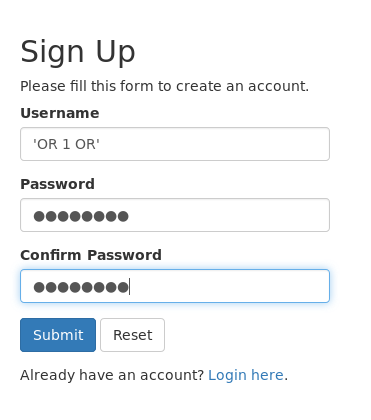 Sign Up
Please fill this form to create an account.
Username
'OR 1 OR'
Password
●●●●●●●●
Confirm Password
●●●●●●●●
Submit Reset
Already have an account? Login here.